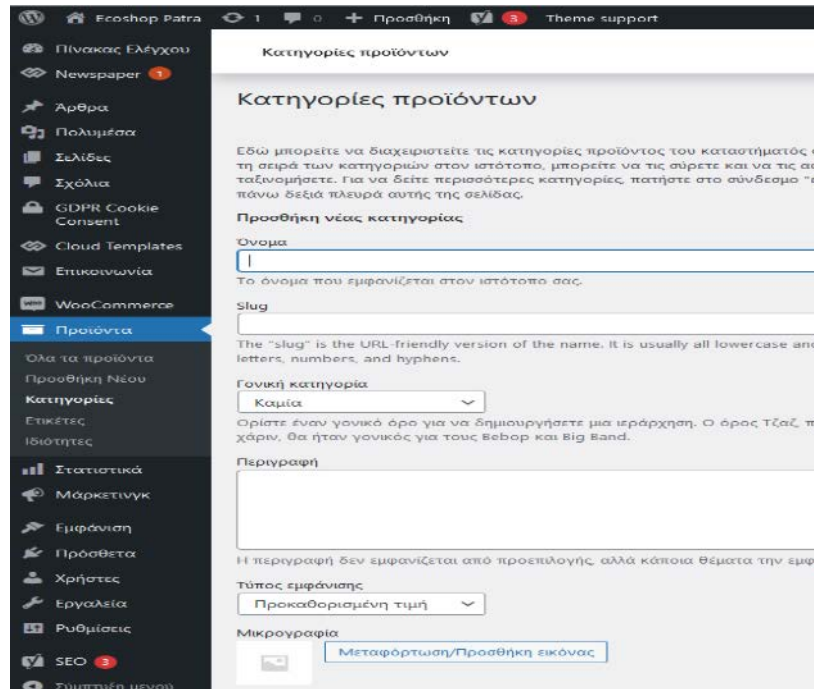 Ecoshop Patra 1 0 + Προσθήκη 3 Theme support
Πίνακας Ελέγχου
Newspaper 1
Άρθρα
Πολυμέσα
Σελίδες
Σχόλια
GDPR Cookie
Consent
Cloud Templates
Επικοινωνία
WooCommerce
Προϊόντα
Όλα τα προϊόντα
Προσθήκη Νέου
Κατηγορίες
Ετικέτες
Ιδιότητες
Στατιστικά
Μάρκετινγκ
Εμφάνιση
Πρόσθετα
Χρήστες
Εργαλεία
Ρυθμίσεις
SEO 3
Σύμπτυξη μενού
Κατηγορίες προϊόντων
Κατηγορίες προϊόντων
Εδώ μπορείτε να διαχειριστείτε τις κατηγορίες προϊόντος του καταστήματός
τη σειρά των κατηγοριών στον ιστότοπο, μπορείτε να τις σύρετε και να τις
ταξινομήσετε. Για να δείτε περισσότερες κατηγορίες, πατήστε στο σύνδεσμο
πάνω δεξιά πλευρά αυτής της σελίδας.
Προσθήκη νέας κατηγορίας
Όνομα
Το όνομα που εμφανίζεται στον ιστότοπο σας.
Slug
The "slug" is the URL-friendly version of the name. It is usually all lowercase and
letters, numbers, and hyphens.
Γονική κατηγορία
Καμία
Ορίστε έναν γονικό όρο για να δημιουργήσετε μια ιεράρχηση. Ο όρος Τζαζ,
χάριν, θα ήταν γονικός για τους Bebop και Big Band.
Περιγραφή
Η περιγραφή δεν εμφανίζεται από προεπιλογής, αλλά κάποια θέματα την
Τύπος εμφάνισης
Προκαθορισμένη τιμή
Μικρογραφία
Μεταφόρτωση/Προσθήκη εικόνας